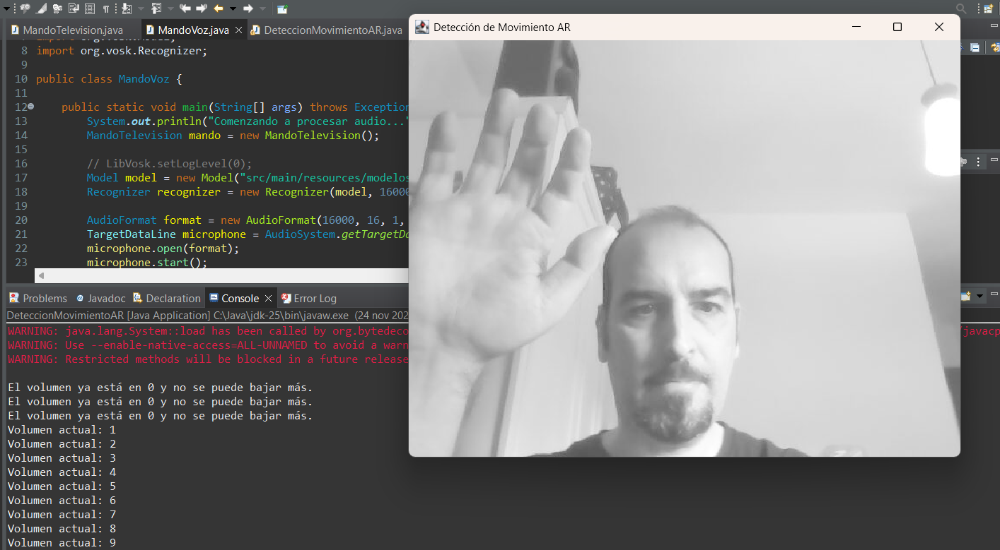 MandoTelevision.java
MandoVoz.java
DeteccionMovimientoAR.java
Detección de Movimiento AR
8 import org.vosk.Recognizer;
9
10 public class MandoVoz {
11
12 public static void main(String[] args) throws Exception
13 System.out.println("Comenzando a procesar audio..."
14 MandoTelevision mando = new MandoTelevision();
15
16 // LibVosk.setLogLevel(0);
17 Model model = new Model("src/main/resources/modelos
18 Recognizer recognizer = new Recognizer(model, 16000
19
20 AudioFormat format = new AudioFormat(16000, 16, 1,
21 TargetDataLine microphone = AudioSystem.getTargetDa
22 microphone.open(format);
23 microphone.start();
Problems
Javadoc
Declaration
Console
Error Log
DeteccionMovimientoAR [Java Application] C:\Java\jdk-25\bin\javaw.exe (24 nov 202
WARNING: java.lang.System::load has been called by org.bytedeco
/javacp
WARNING: Use --enable-native-access=ALL-UNNAMED to avoid a warn
WARNING: Restricted methods will be blocked in a future release
El volumen ya está en 0 y no se puede bajar más.
El volumen ya está en 0 y no se puede bajar más.
El volumen ya está en 0 y no se puede bajar más.
Volumen actual: 1
Volumen actual: 2
Volumen actual: 3
Volumen actual: 4
Volumen actual: 5
Volumen actual: 6
Volumen actual: 7
Volumen actual: 8
Volumen actual: 9